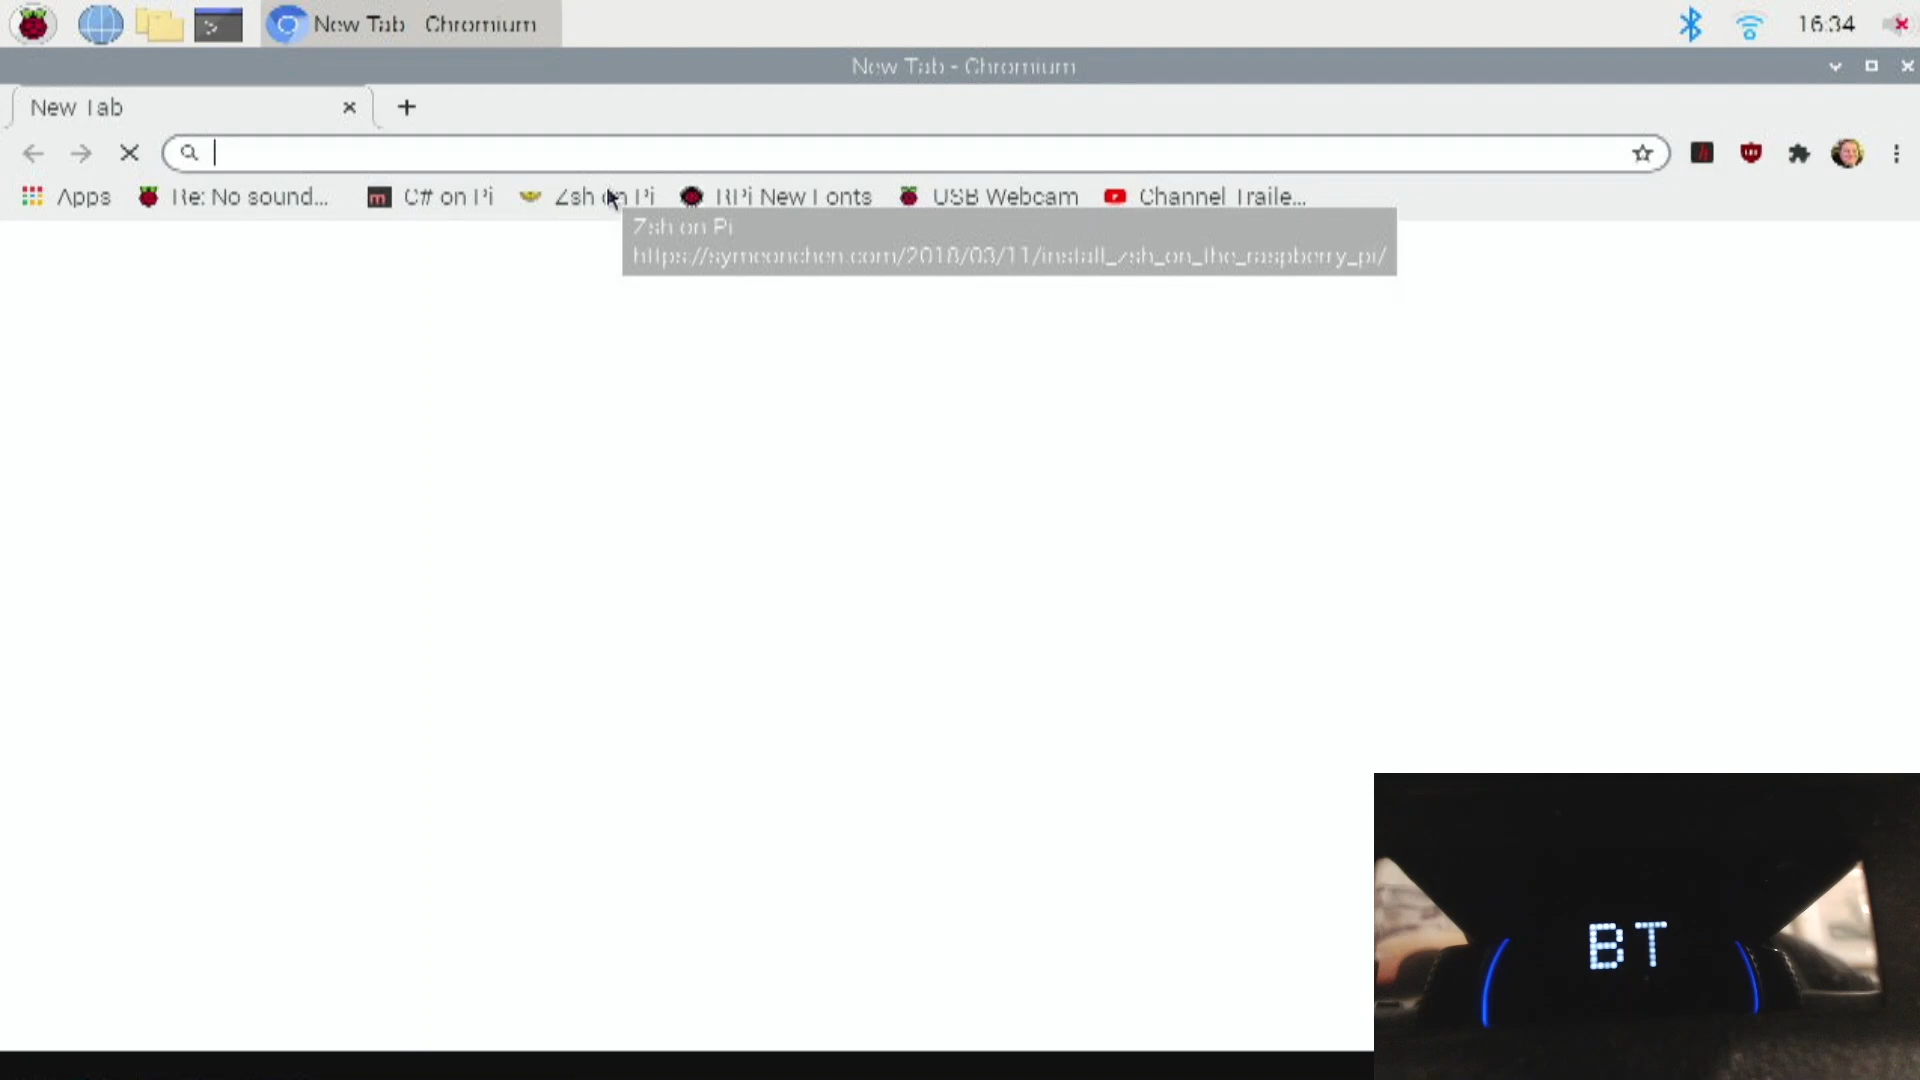 New Tab - Chromium 16:34
New Tab - Chromium
New Tab
Apps Re: No sound... C# on Pi Zsh on Pi RPi New Fonts USB Webcam Channel Traile...
Zsh on Pi
https://symeonchen.com/2018/03/11/install_zsh_on_the_raspberry_pi/
BT